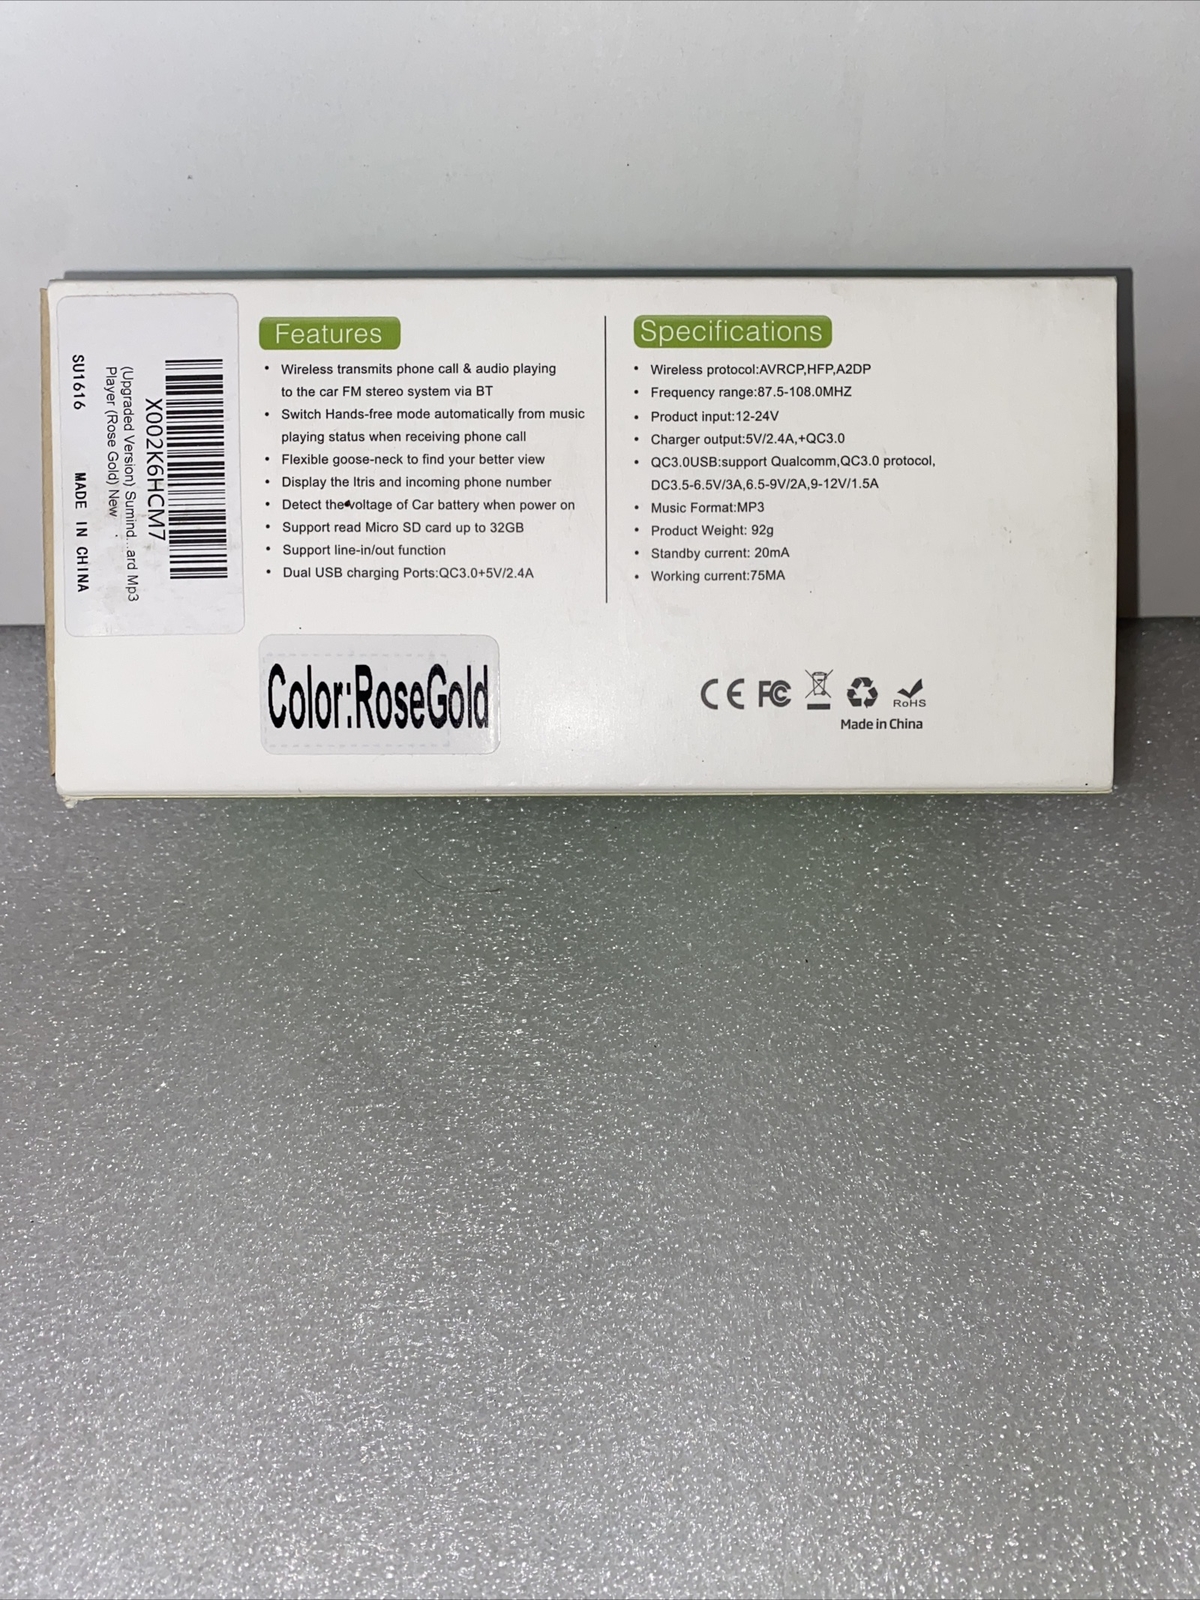 SU1616 MADE IN CHINA
X002K6HCM7
(Upgraded Version) Sumind...ard Mp3
Player (Rose Gold) New
Features
• Wireless transmits phone call & audio playing
to the car FM stereo system via BT
• Switch Hands-free mode automatically from music
playing status when receiving phone call
• Flexible goose-neck to find your better view
• Display the Itris and incoming phone number
• Detect the voltage of Car battery when power on
• Support read Micro SD card up to 32GB
• Support line-in/out function
• Dual USB charging Ports:QC3.0+5V/2.4A
Specifications
• Wireless protocol:AVRCP,HFP,A2DP
• Frequency range:87.5-108.0MHZ
• Product input:12-24V
• Charger output:5V/2.4A,+QC3.0
• QC3.0USB:support Qualcomm,QC3.0 protocol,
DC3.5-6.5V/3A,6.5-9V/2A,9-12V/1.5A
• Music Format:MP3
• Product Weight: 92g
• Standby current: 20mA
• Working current:75MA
Color:RoseGold
CE FC RoHS
Made in China